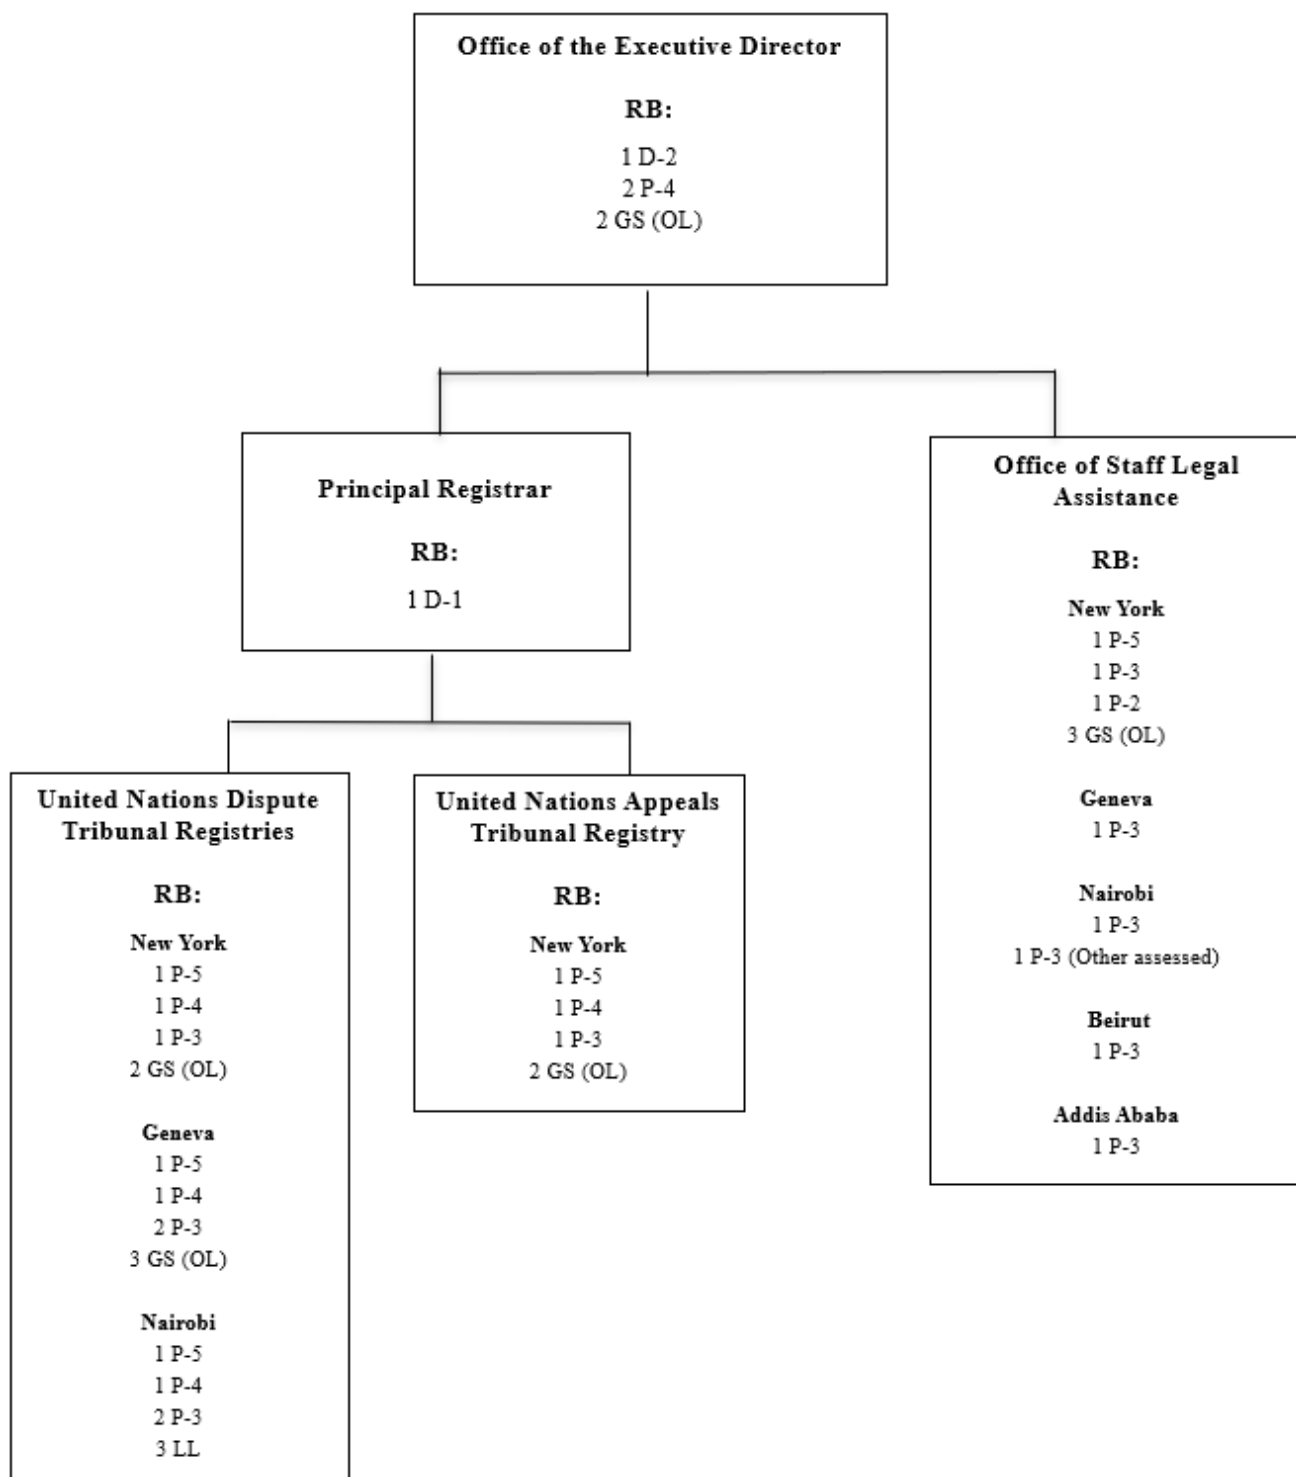 Office of the Executive Director
RB:
1 D-2
2 P-4
2 GS (OL)
Principal Registrar
RB:
1 D-1
Office of Staff Legal
Assistance
RB:
New York
1 P-5
1 P-3
1 P-2
3 GS (OL)
Geneva
1 P-3
Nairobi
1 P-3
1 P-3 (Other assessed)
Beirut
1 P-3
Addis Ababa
1 P-3
United Nations Dispute
Tribunal Registries
RB:
New York
1 P-5
1 P-4
1 P-3
2 GS (OL)
Geneva
1 P-5
1 P-4
2 P-3
3 GS (OL)
Nairobi
1 P-5
1 P-4
2 P-3
3 LL
United Nations Appeals
Tribunal Registry
RB:
New York
1 P-5
1 P-4
1 P-3
2 GS (OL)